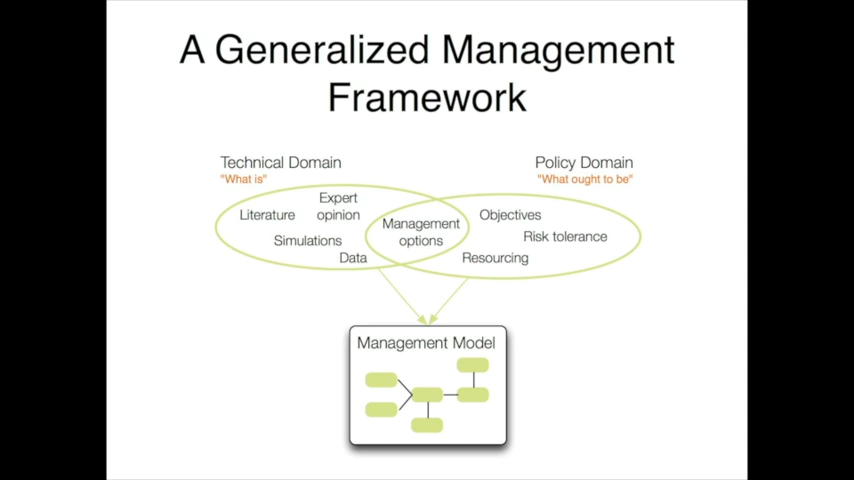 A Generalized Management
Framework
Technical Domain
"What is"
Policy Domain
"What ought to be"
Expert
opinion
Literature
Simulations
Data
Management
options
Objectives
Risk tolerance
Resourcing
Management Model